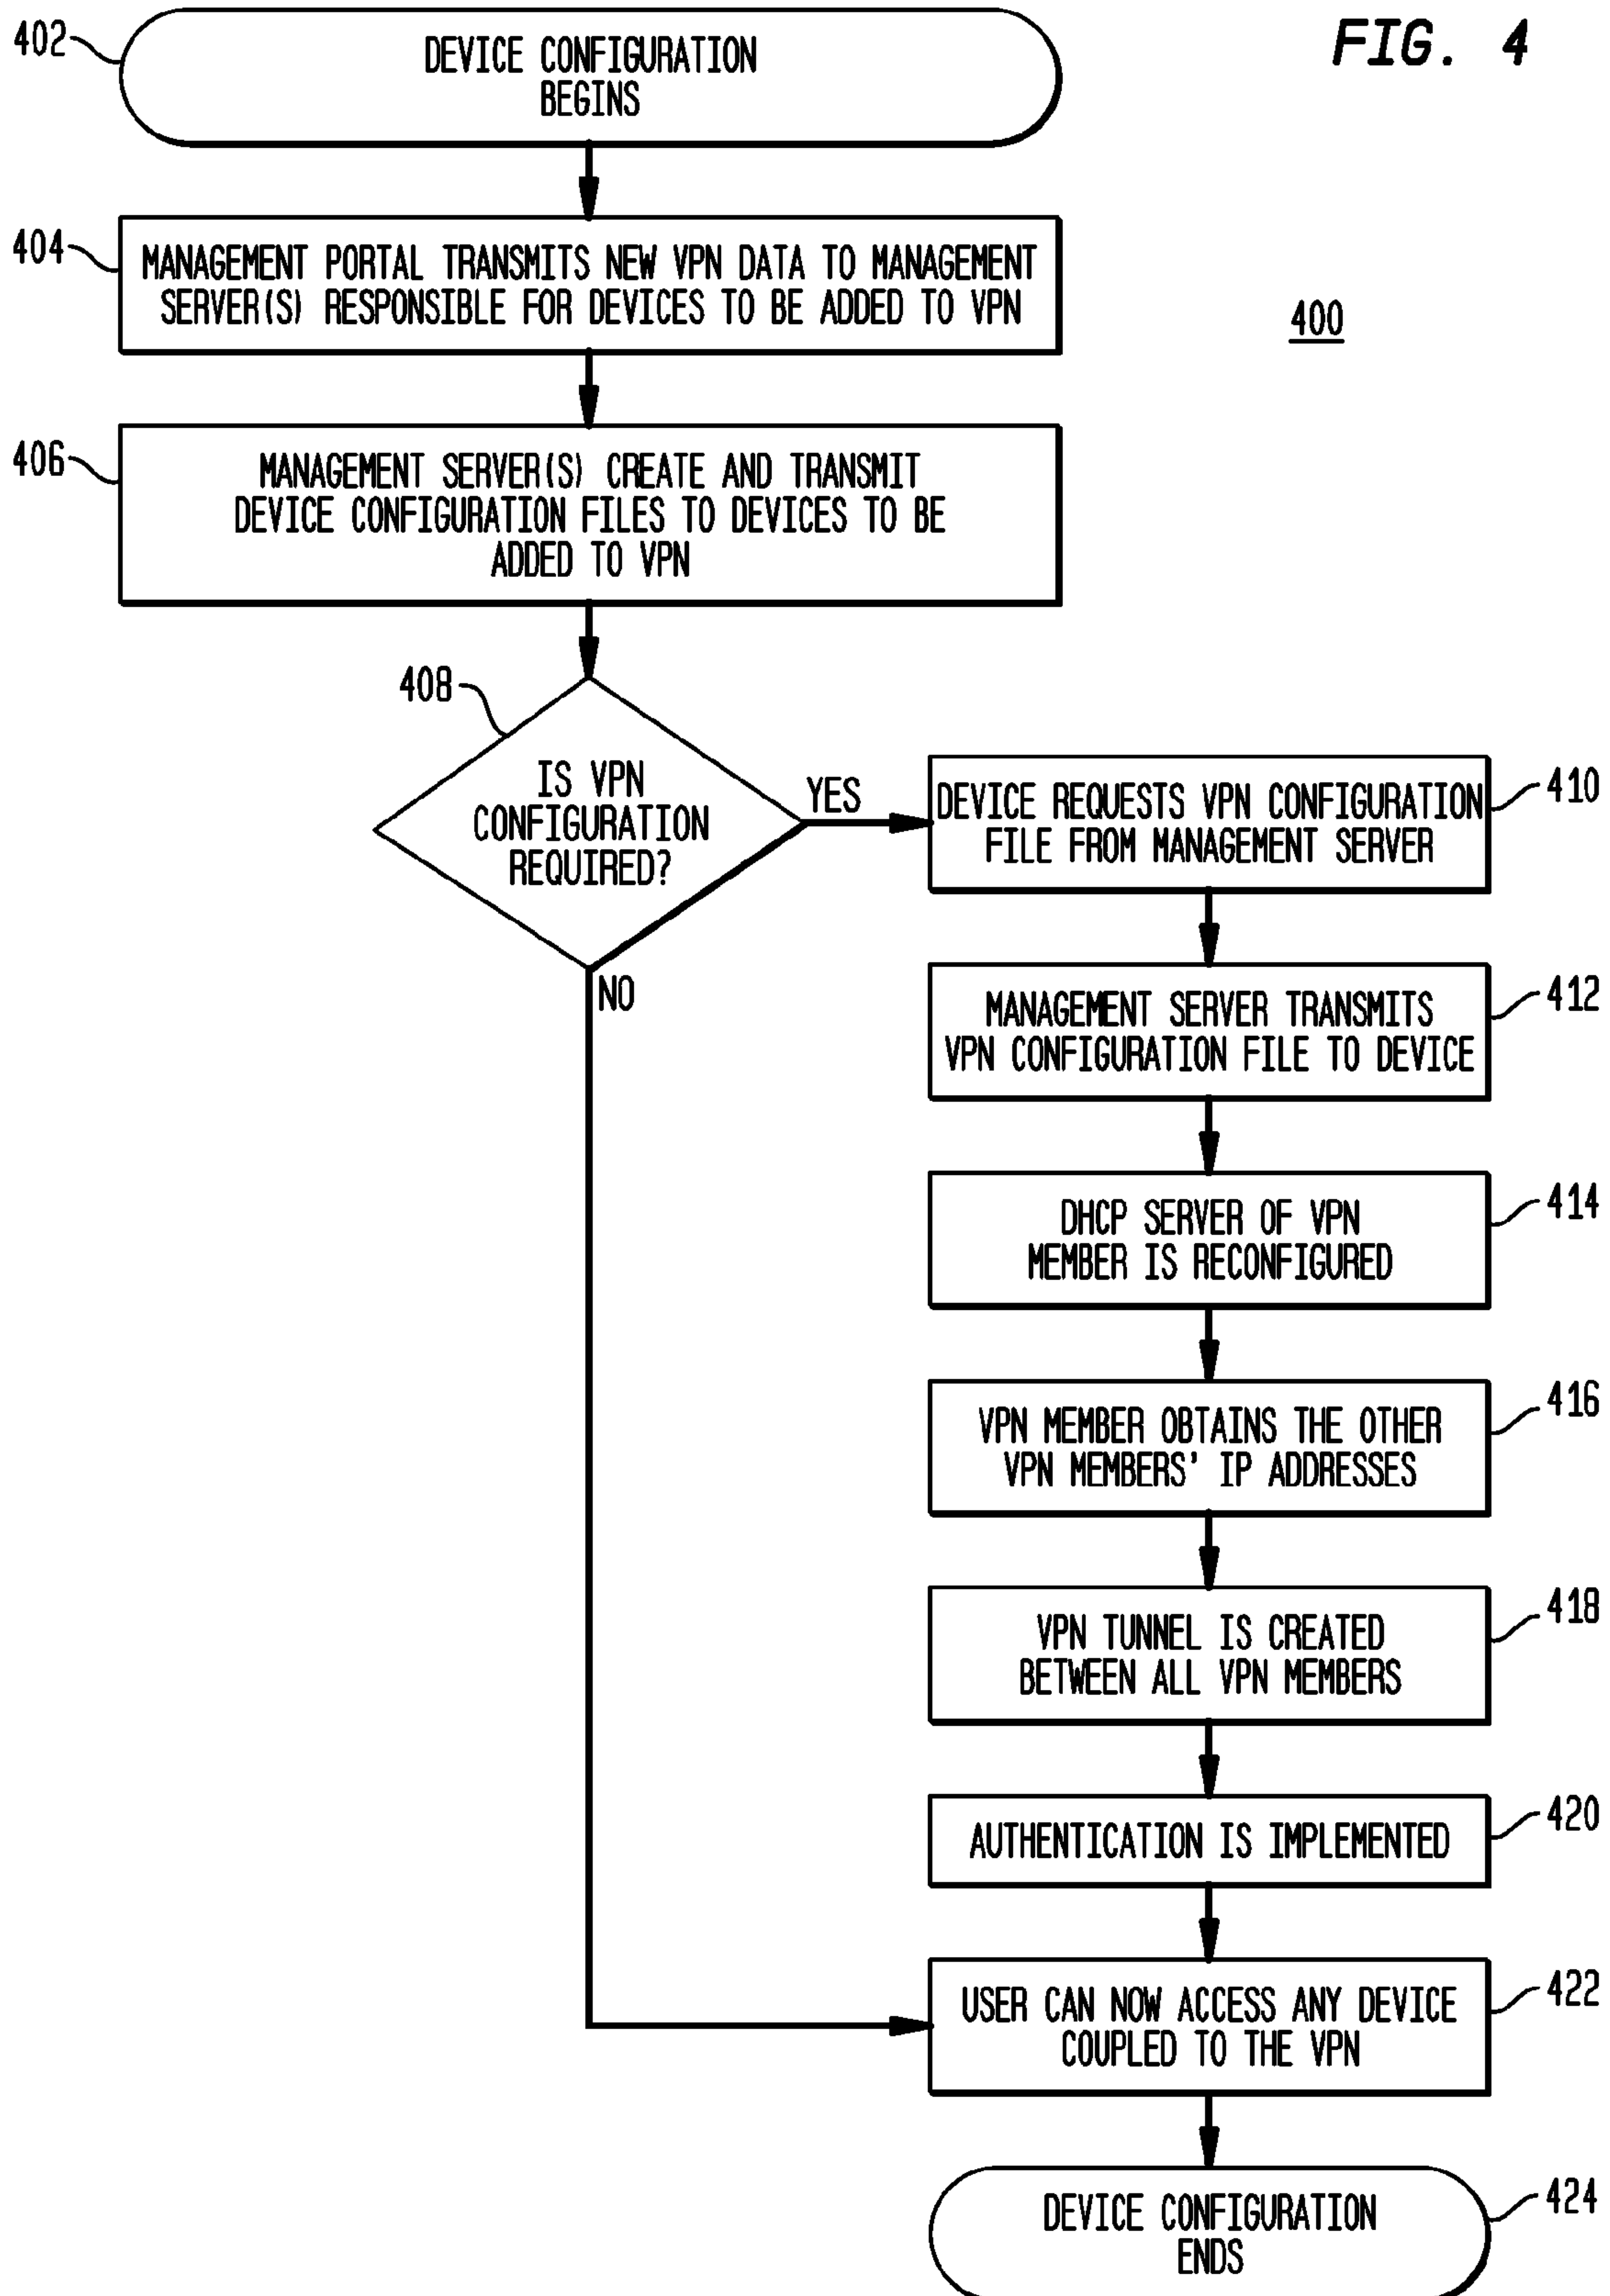 FIG. 4
400
402
DEVICE CONFIGURATION
BEGINS
404
MANAGEMENT PORTAL TRANSMITS NEW VPN DATA TO MANAGEMENT
SERVER(S) RESPONSIBLE FOR DEVICES TO BE ADDED TO VPN
406
MANAGEMENT SERVER(S) CREATE AND TRANSMIT
DEVICE CONFIGURATION FILES TO DEVICES TO BE
ADDED TO VPN
408
IS VPN
CONFIGURATION
REQUIRED?
YES
NO
410
DEVICE REQUESTS VPN CONFIGURATION
FILE FROM MANAGEMENT SERVER
412
MANAGEMENT SERVER TRANSMITS
VPN CONFIGURATION FILE TO DEVICE
414
DHCP SERVER OF VPN
MEMBER IS RECONFIGURED
416
VPN MEMBER OBTAINS THE OTHER
VPN MEMBERS' IP ADDRESSES
418
VPN TUNNEL IS CREATED
BETWEEN ALL VPN MEMBERS
420
AUTHENTICATION IS IMPLEMENTED
422
USER CAN NOW ACCESS ANY DEVICE
COUPLED TO THE VPN
424
DEVICE CONFIGURATION
ENDS